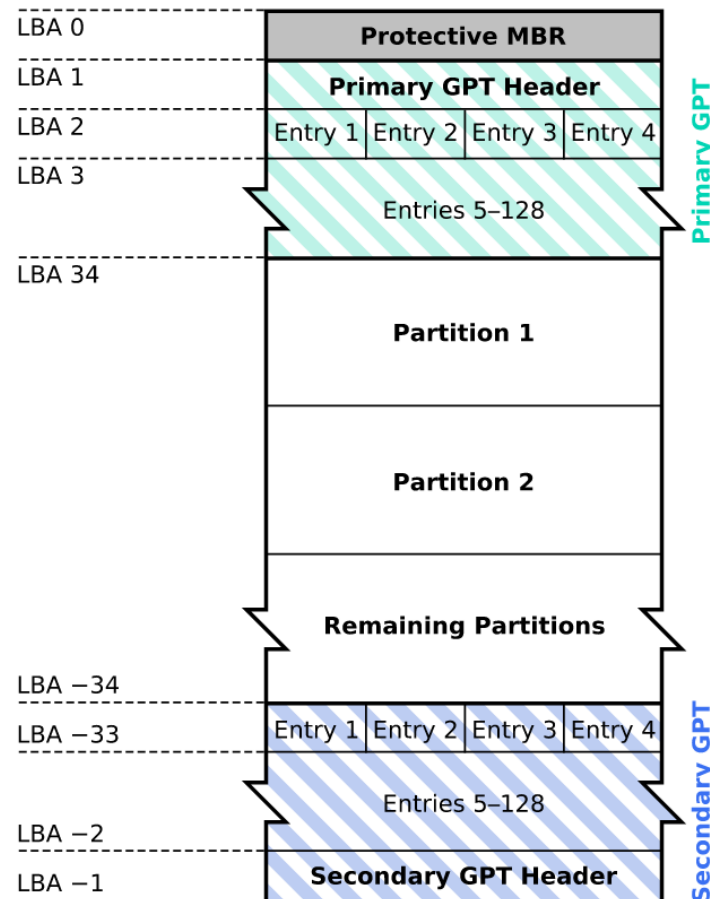 LBA 0
Protective MBR
LBA 1
Primary GPT Header
LBA 2
Entry 1 Entry 2 Entry 3 Entry 4
LBA 3
Entries 5–128
Primary GPT
LBA 34
Partition 1
Partition 2
Remaining Partitions
LBA −34
LBA −33
Entry 1 Entry 2 Entry 3 Entry 4
Entries 5–128
LBA −2
LBA −1
Secondary GPT Header
Secondary GPT